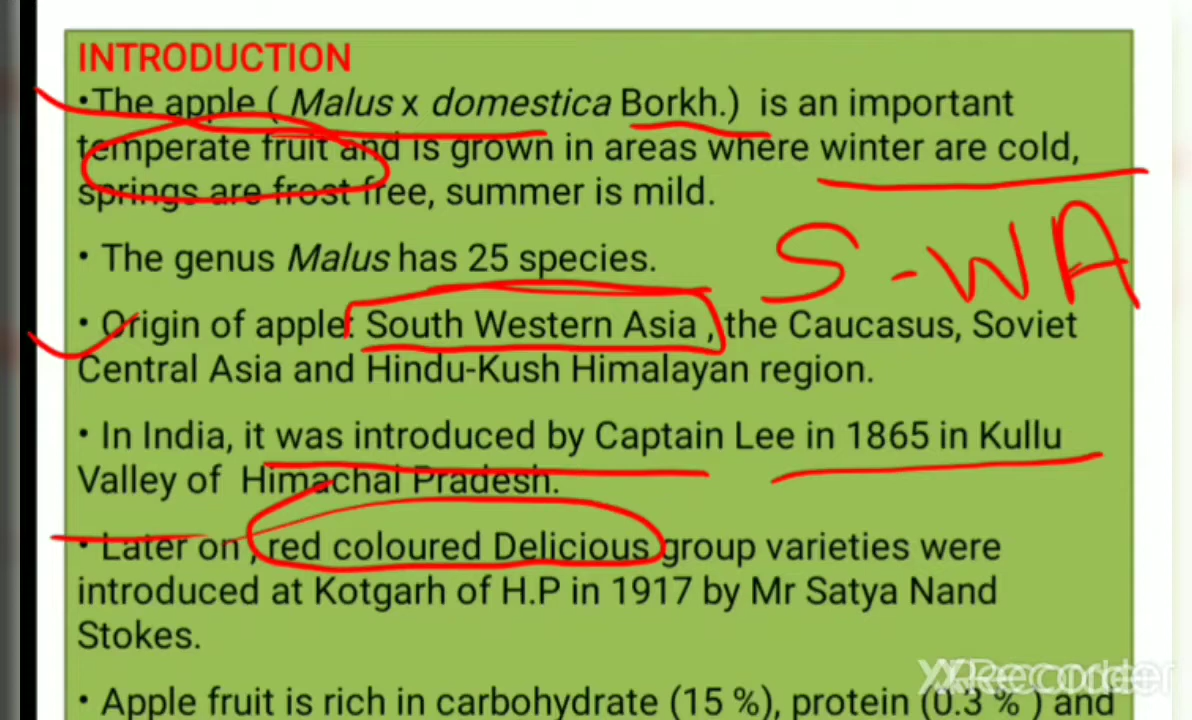 INTRODUCTION
•The apple ( Malus x domestica Borkh.) is an important
temperate fruit and is grown in areas where winter are cold,
springs are frost free, summer is mild.
• The genus Malus has 25 species.
S-WA
• Origin of apple: South Western Asia , the Caucasus, Soviet
Central Asia and Hindu-Kush Himalayan region.
• In India, it was introduced by Captain Lee in 1865 in Kullu
Valley of Himachal Pradesh.
• Later on , red coloured Delicious group varieties were
introduced at Kotgarh of H.P in 1917 by Mr Satya Nand
Stokes.
• Apple fruit is rich in carbohydrate (15 %), protein (0.3 % ) and